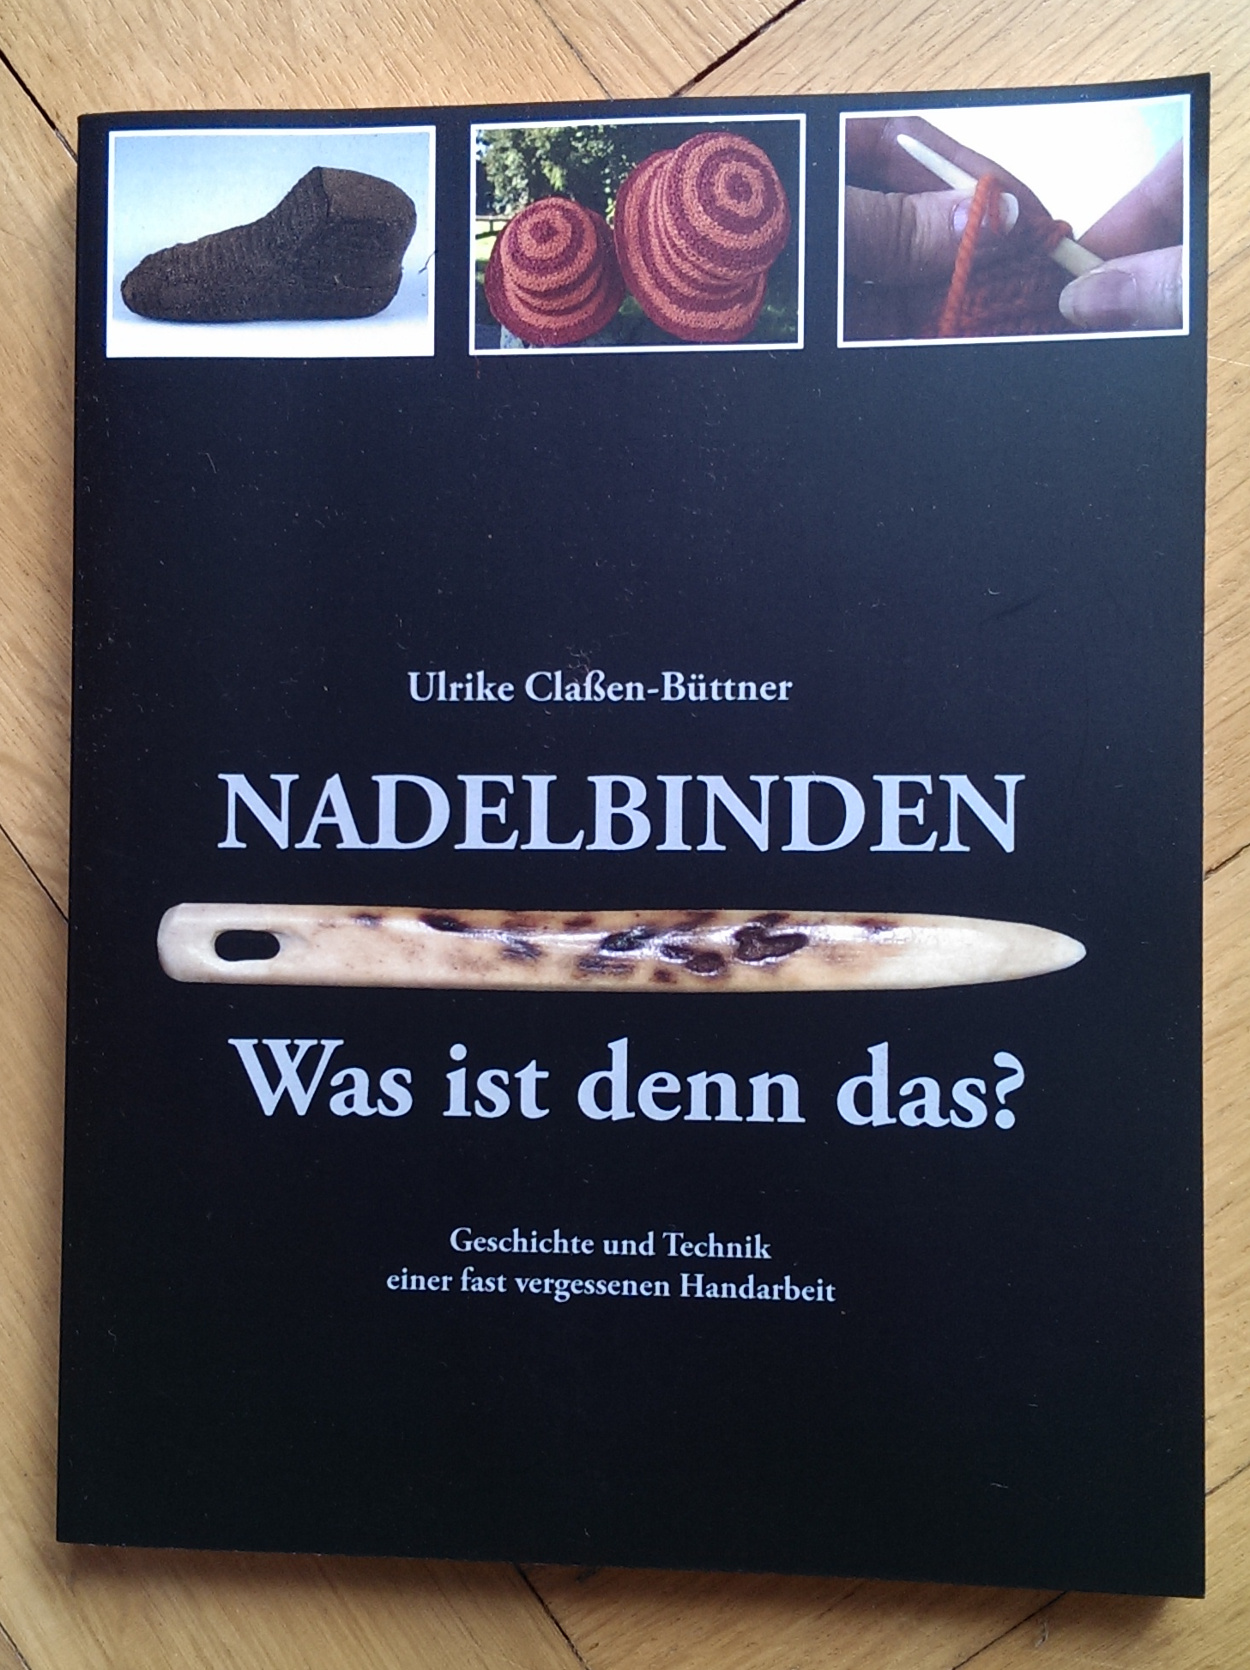 Ulrike Claßen-Büttner
NADELBINDEN
Was ist denn das?
Geschichte und Technik
einer fast vergessenen Handarbeit